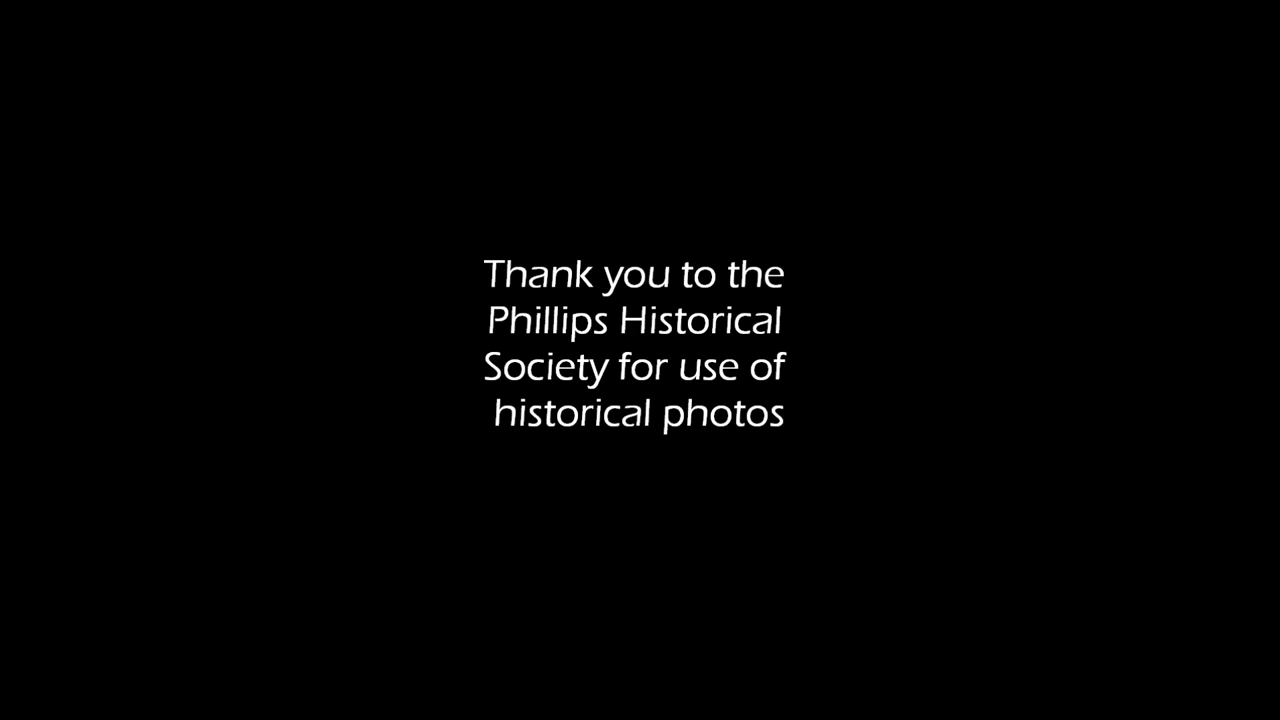 Thank you to the
Phillips Historical
Society for use of
historical photos